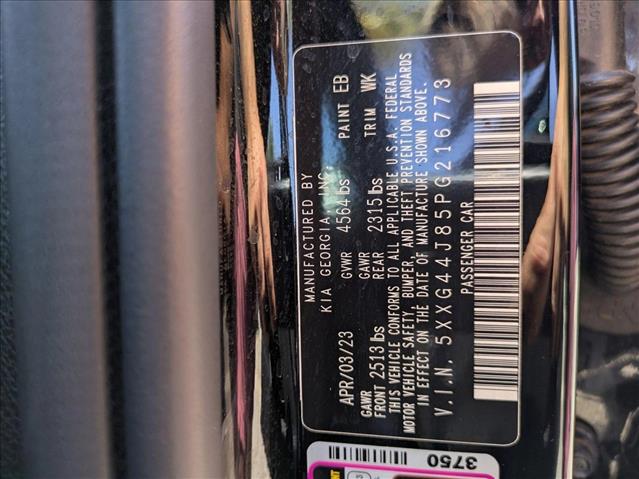 MANUFACTURED BY
KIA GEORGIA, INC.
APR/03/23 GVWR 4564 lbs PAINT EB
GAWR FRONT 2513 lbs GAWR REAR 2315 lbs TRIM WK
THIS VEHICLE CONFORMS TO ALL APPLICABLE U.S.A. FEDERAL
MOTOR VEHICLE SAFETY, BUMPER, AND THEFT PREVENTION STANDARDS
IN EFFECT ON THE DATE OF MANUFACTURE SHOWN ABOVE.
V.I.N. 5XXG44J85PG216773
PASSENGER CAR
3750